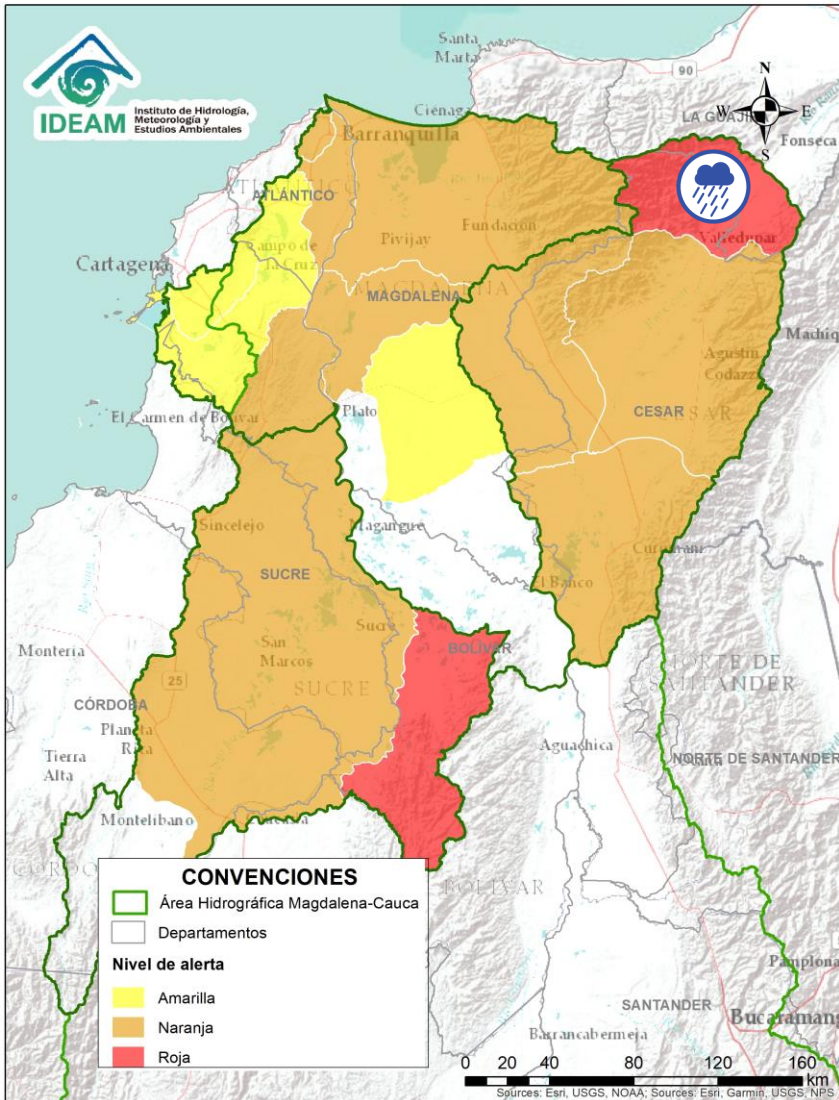 IDEAM
Instituto de Hidrología,
Meteorología y
Estudios Ambientales
Santa
Marta
90
N
W
E
S
Ciénaga
LA GUAJIRA
Fonseca
Barranquilla
ATLÁNTICO
Valledupar
Fundación
Pivijay
Campo de
la Cruz
Cartagena
MAGDALENA
Agustín
Codazzi
CESAR
Plato
El Carmen de Bolívar
Sincelejo
Magangue
Curumaní
SUCRE
El Banco
Montería
San
Marcos
Sucre
BOLÍVAR
SUCRE
25
NORTE DE
SANTANDER
CÓRDOBA
Planeta
Rica
Aguachica
NORTE DE SANTANDER
Tierra
Alta
Montelibano
BOLÍVAR
CONVENCIONES
Área Hidrográfica Magdalena-Cauca
Departamentos
Nivel de alerta
Amarilla
Naranja
Roja
Pamplona
SANTANDER
Bucaramang
Barrancabermeja
0 20 40 80 120 160
km
Sources: Esri, USGS, NOAA; Sources: Esri, Garmin, USGS, NPS